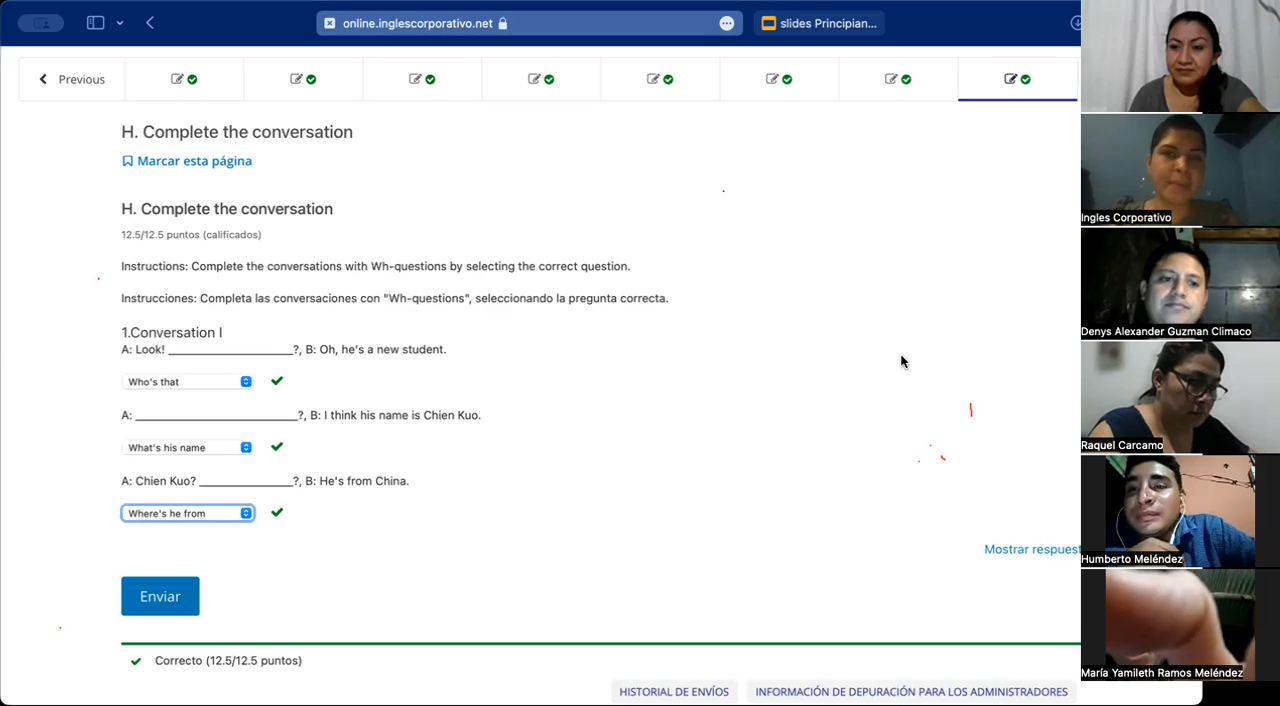 online.inglescorporativo.net
slides Principian...
Previous
H. Complete the conversation
Marcar esta página
H. Complete the conversation
12.5/12.5 puntos (calificados)
Instructions: Complete the conversations with Wh-questions by selecting the correct question.
Instrucciones: Completa las conversaciones con "Wh-questions", seleccionando la pregunta correcta.
1.Conversation I
A: Look! ____________________?, B: Oh, he's a new student.
Who's that
A: __________________________?, B: I think his name is Chien Kuo.
What's his name
A: Chien Kuo? _______________?, B: He's from China.
Where's he from
Mostrar respuest
Enviar
Correcto (12.5/12.5 puntos)
HISTORIAL DE ENVÍOS
INFORMACIÓN DE DEPURACIÓN PARA LOS ADMINISTRADORES
Ingles Corporativo
Denys Alexander Guzman Climaco
Raquel Carcamo
Humberto Meléndez
María Yamileth Ramos Meléndez